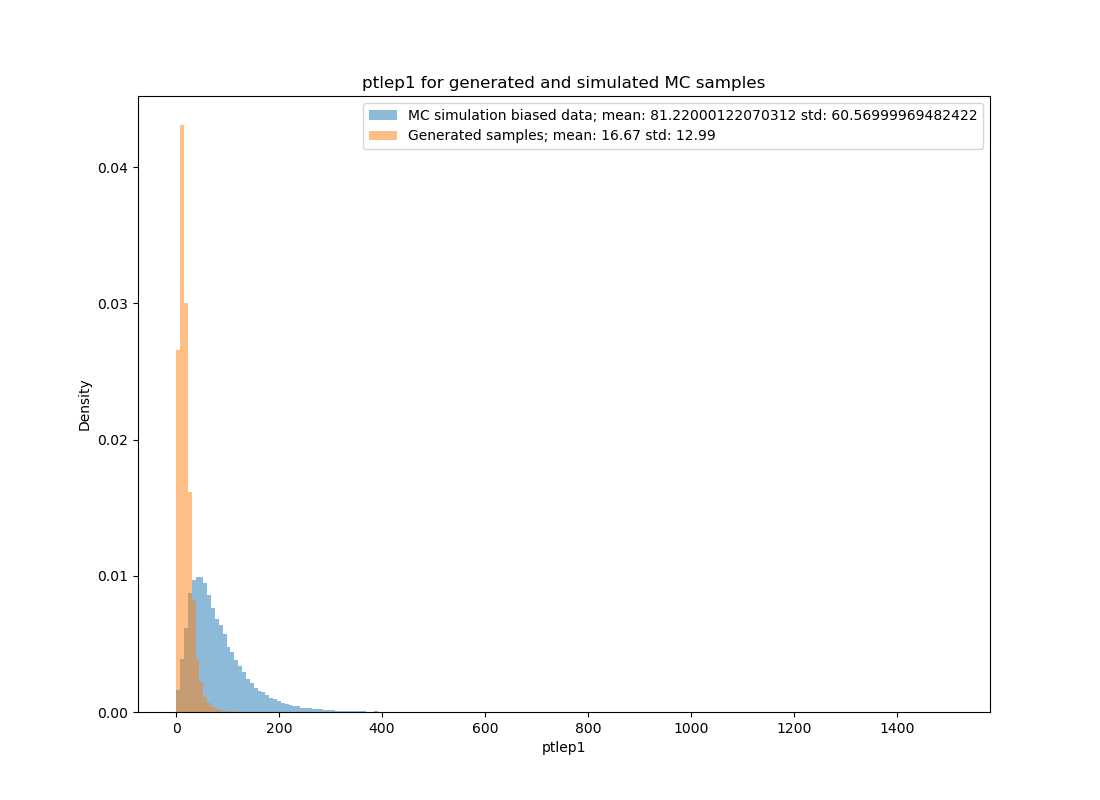 ptlep1 for generated and simulated MC samples
MC simulation biased data; mean: 81.22000122070312 std: 60.56999969482422
Generated samples; mean: 16.67 std: 12.99
0.04
0.03
0.02
0.01
0.00
Density
0 200 400 600 800 1000 1200 1400
ptlep1